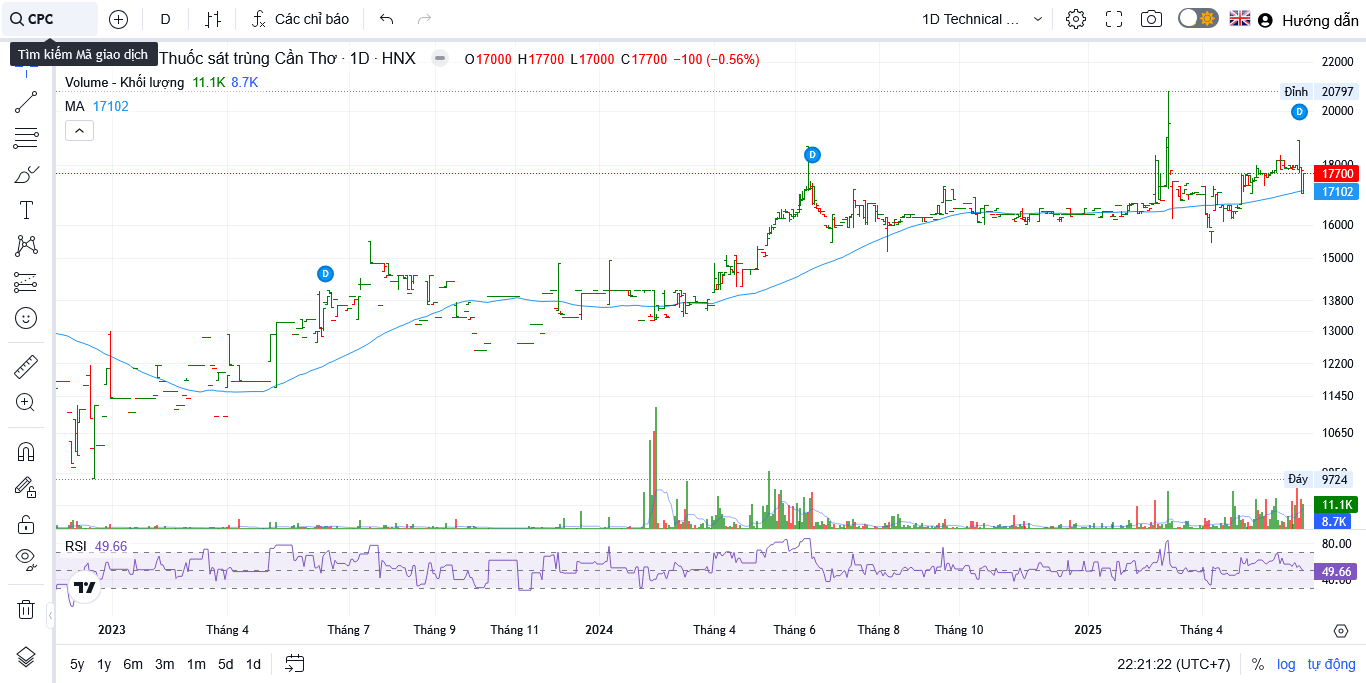 CPC
D
Các chỉ báo
1D Technical ...
Hướng dẫn
Tìm kiếm Mã giao dịch
Thuốc sát trùng Cần Thơ · 1D · HNX
O17000 H17700 L17000 C17700 −100 (−0.56%)
Volume - Khối lượng 11.1K 8.7K
MA 17102
22000
Đỉnh 20797
D
20000
D
18000
17700
17102
16000
15000
D
13800
13000
12200
11450
10650
9850
Đáy 9724
11.1K
8.7K
RSI 49.66
80.00
49.66
40.00
2023
Tháng 4
Tháng 7
Tháng 9
Tháng 11
2024
Tháng 4
Tháng 6
Tháng 8
Tháng 10
2025
Tháng 4
5y 1y 6m 3m 1m 5d 1d
22:21:22 (UTC+7)
% log tự động